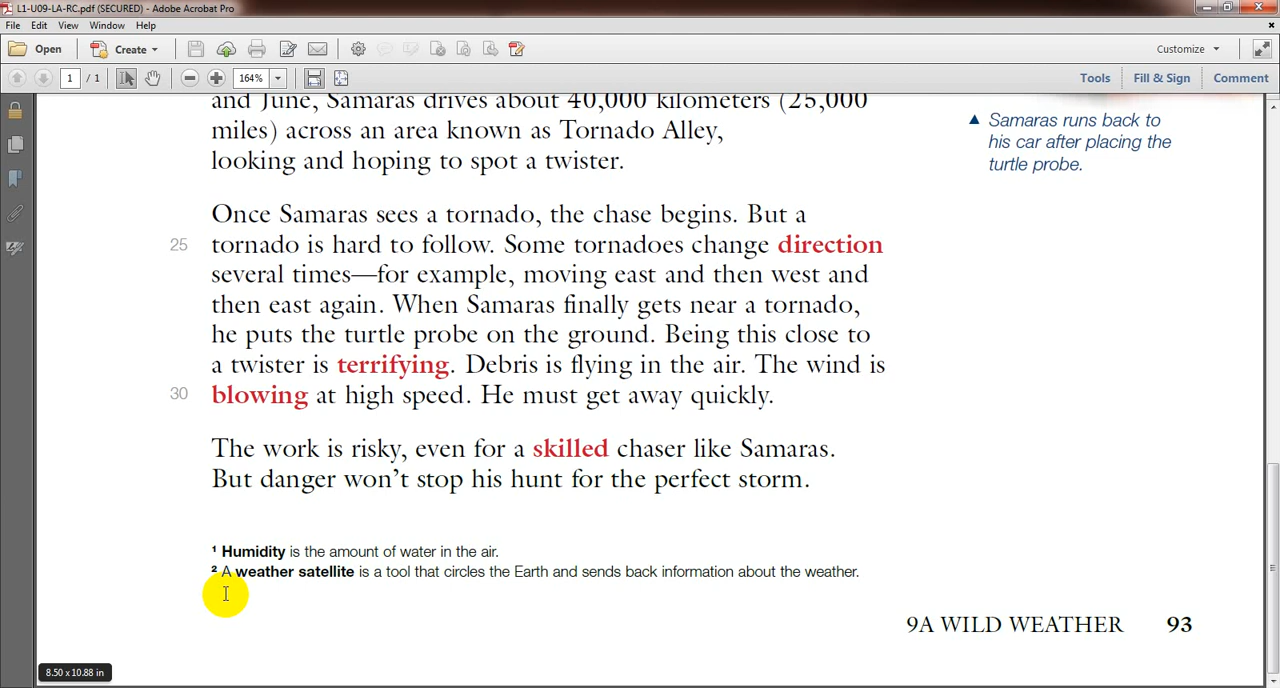 L1-U09-LA-RC.pdf (SECURED) - Adobe Acrobat Pro
File Edit View Window Help
Open Create Customize
1 / 1 164% Tools Fill & Sign Comment
and June, Samaras drives about 40,000 kilometers (25,000
miles) across an area known as Tornado Alley,
looking and hoping to spot a twister.
▲ Samaras runs back to
his car after placing the
turtle probe.
Once Samaras sees a tornado, the chase begins. But a
25 tornado is hard to follow. Some tornadoes change direction
several times—for example, moving east and then west and
then east again. When Samaras finally gets near a tornado,
he puts the turtle probe on the ground. Being this close to
a twister is terrifying. Debris is flying in the air. The wind is
30 blowing at high speed. He must get away quickly.
The work is risky, even for a skilled chaser like Samaras.
But danger won't stop his hunt for the perfect storm.
¹ Humidity is the amount of water in the air.
² A weather satellite is a tool that circles the Earth and sends back information about the weather.
9A WILD WEATHER 93
8.50 x 10.88 in